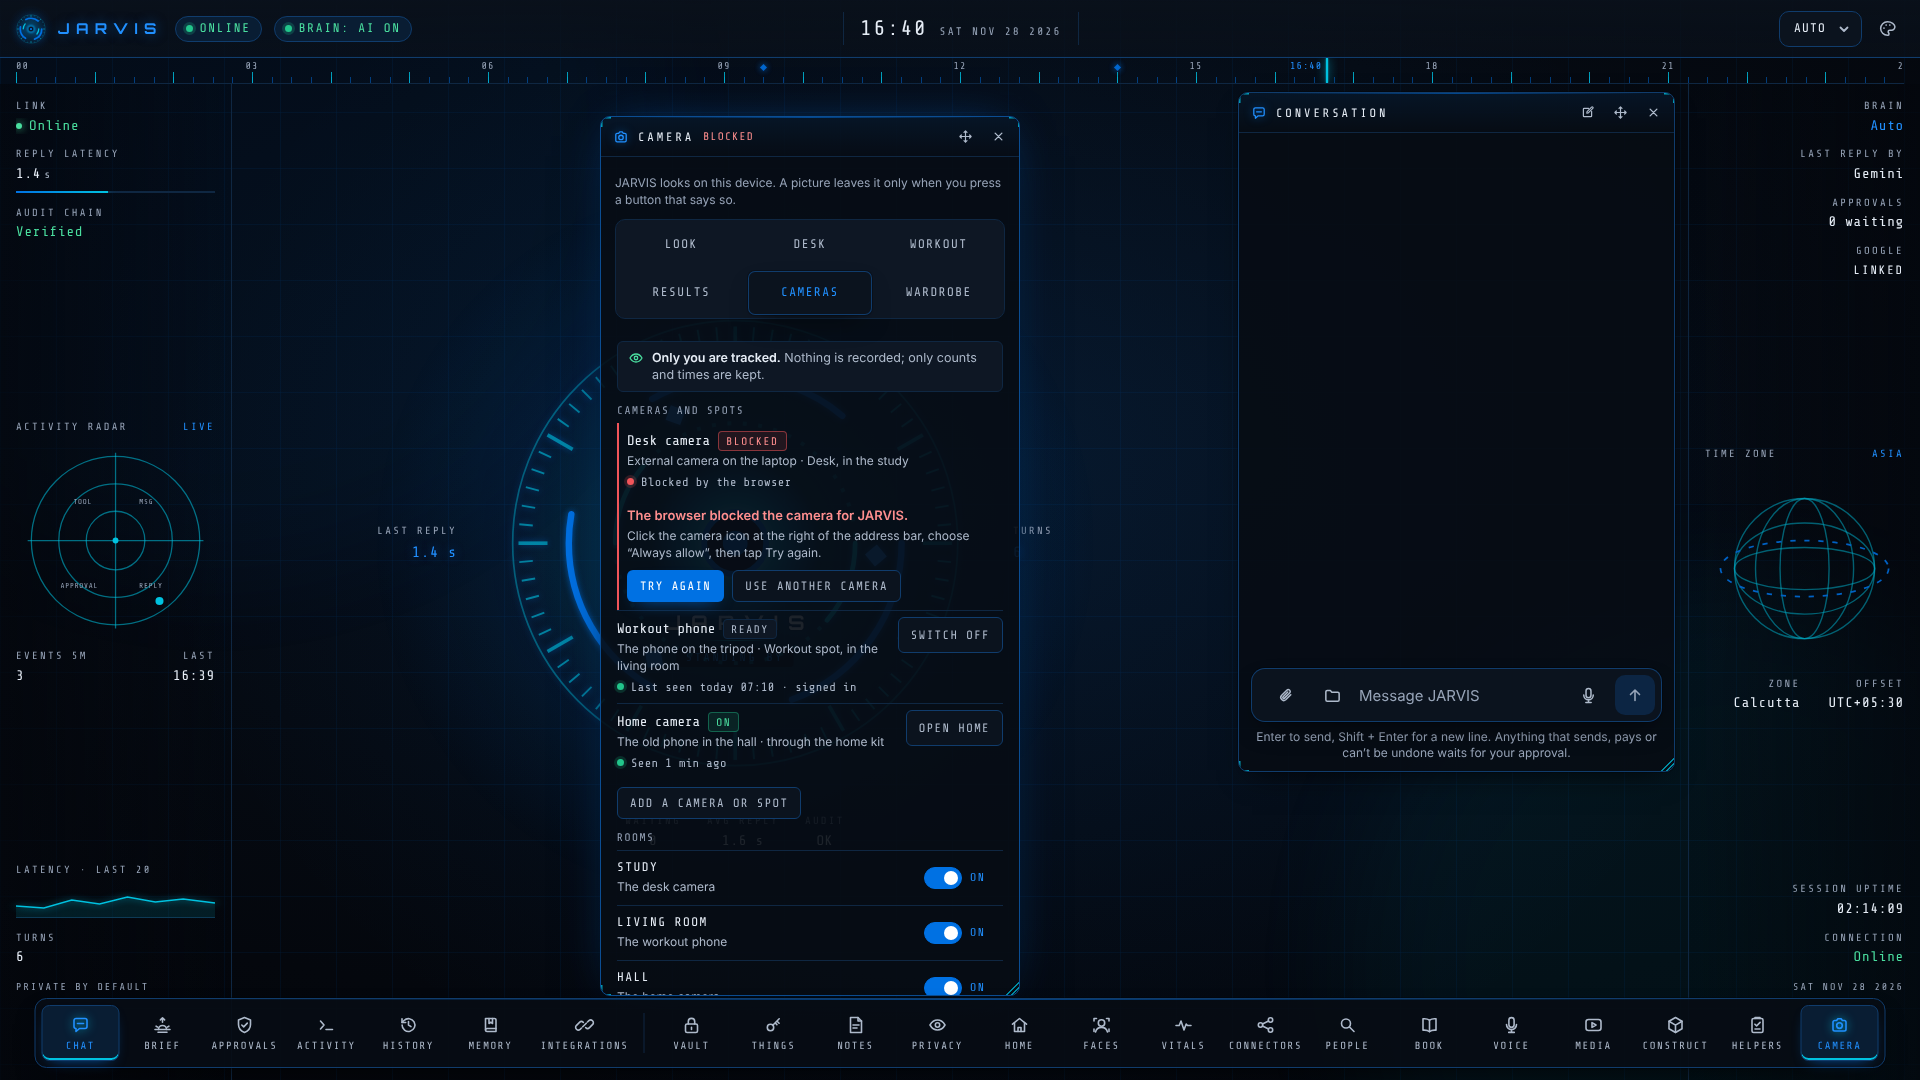 JARVIS
ONLINE
BRAIN: AI ON
16:40 SAT NOV 28 2026
AUTO
00 03 06 09 12 15 16:40 18 21 2
LINK
Online
REPLY LATENCY
1.4 s
AUDIT CHAIN
Verified
ACTIVITY RADAR LIVE
TOOL MSG
APPROVAL REPLY
EVENTS 5M LAST
3 16:39
LATENCY · LAST 20
TURNS
6
PRIVATE BY DEFAULT
LAST REPLY
1.4 s
CAMERA BLOCKED
JARVIS looks on this device. A picture leaves it only when you press
a button that says so.
LOOK DESK WORKOUT
RESULTS CAMERAS WARDROBE
Only you are tracked. Nothing is recorded; only counts
and times are kept.
CAMERAS AND SPOTS
Desk camera BLOCKED
External camera on the laptop · Desk, in the study
Blocked by the browser
The browser blocked the camera for JARVIS.
Click the camera icon at the right of the address bar, choose
“Always allow”, then tap Try again.
TRY AGAIN USE ANOTHER CAMERA
Workout phone READY
The phone on the tripod · Workout spot, in the
living room
Last seen today 07:10 · signed in
SWITCH OFF
Home camera ON
The old phone in the hall · through the home kit
Seen 1 min ago
OPEN HOME
ADD A CAMERA OR SPOT
1.6 s OK
ROOMS
STUDY
The desk camera
ON
LIVING ROOM
The workout phone
ON
HALL
ON
CONVERSATION
Message JARVIS
Enter to send, Shift + Enter for a new line. Anything that sends, pays or
can't be undone waits for your approval.
BRAIN
Auto
LAST REPLY BY
Gemini
APPROVALS
0 waiting
GOOGLE
LINKED
TIME ZONE ASIA
ZONE OFFSET
Calcutta UTC+05:30
SESSION UPTIME
02:14:09
CONNECTION
Online
SAT NOV 28 2026
CHAT BRIEF APPROVALS ACTIVITY HISTORY MEMORY INTEGRATIONS VAULT THINGS NOTES PRIVACY HOME FACES VITALS CONNECTORS PEOPLE BOOK VOICE MEDIA CONSTRUCT HELPERS CAMERA